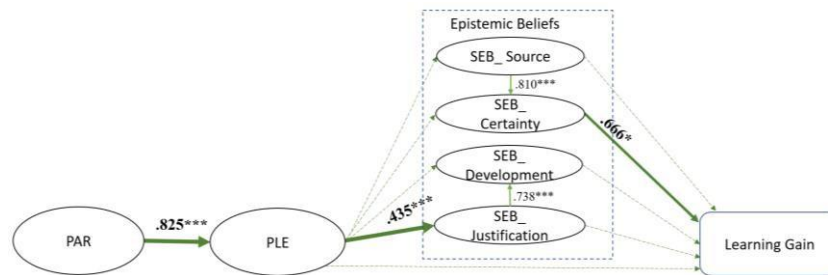 Epistemic Beliefs
SEB_ Source
.810***
SEB_
Certainty
.666*
SEB_
Development
.738***
.435***
SEB_
Justification
.825***
PAR
PLE
Learning Gain